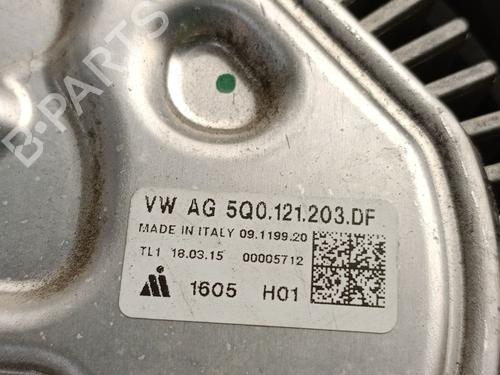 B-PARTS
VW AG 5Q0.121.203.DF
MADE IN ITALY 09.1199.20
TL1 18.03.15 00005712
1605 H01